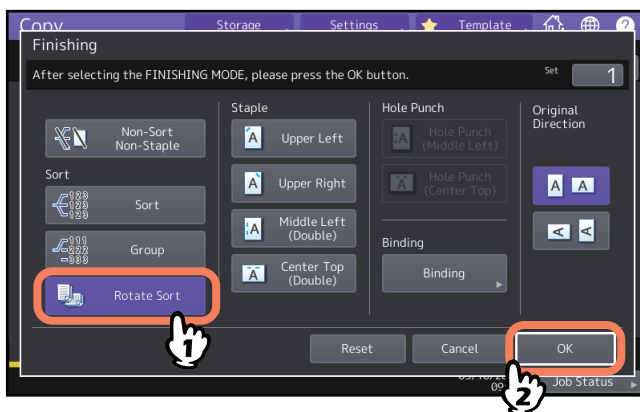 Copy
Storage
Settings
Template
Finishing
After selecting the FINISHING MODE, please press the OK button.
Set
1
Non-Sort
Non-Staple
Sort
Sort
Group
Rotate Sort
Staple
Upper Left
Upper Right
Middle Left
(Double)
Center Top
(Double)
Hole Punch
Hole Punch
(Middle Left)
Hole Punch
(Center Top)
Binding
Binding
Original
Direction
A A
A A
Reset
Cancel
OK
Job Status
1
2